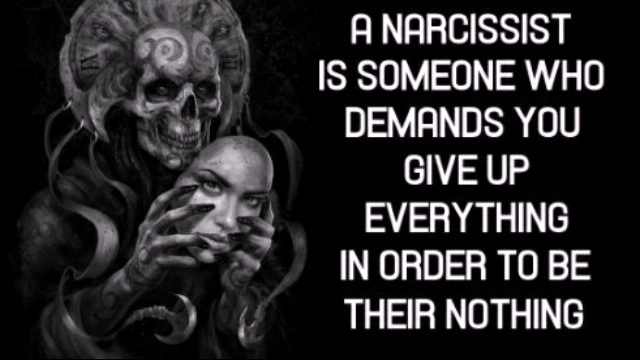 A NARCISSIST
IS SOMEONE WHO
DEMANDS YOU
GIVE UP
EVERYTHING
IN ORDER TO BE
THEIR NOTHING